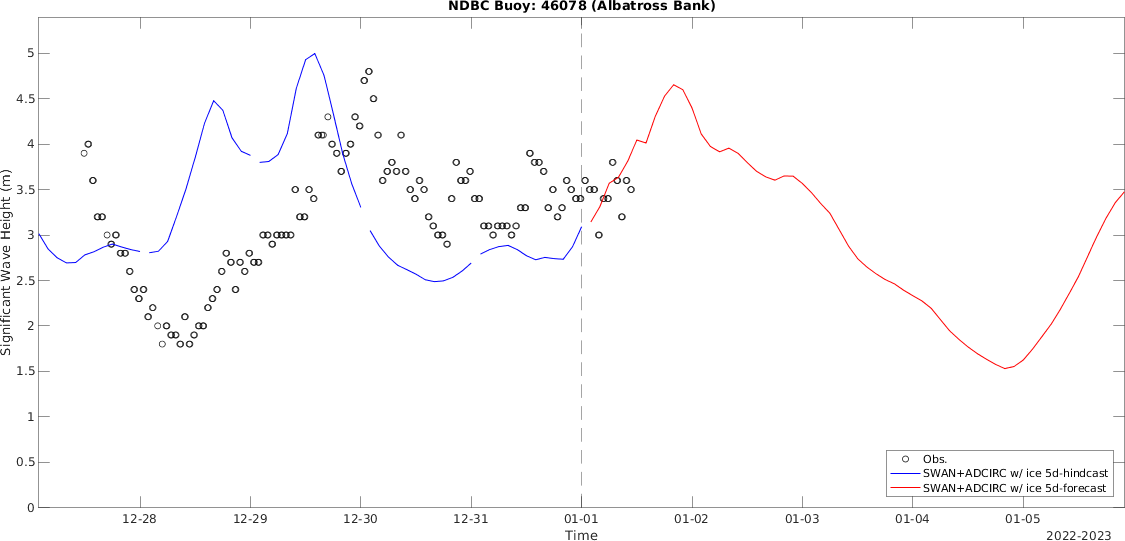 NDBC Buoy: 46078 (Albatross Bank)
Significant Wave Height (m)
5
4.5
4
3.5
3
2.5
2
1.5
1
0.5
0
Obs.
SWAN+ADCIRC w/ ice 5d-hindcast
SWAN+ADCIRC w/ ice 5d-forecast
12-28 12-29 12-30 12-31 01-01 01-02 01-03 01-04 01-05
Time
2022-2023